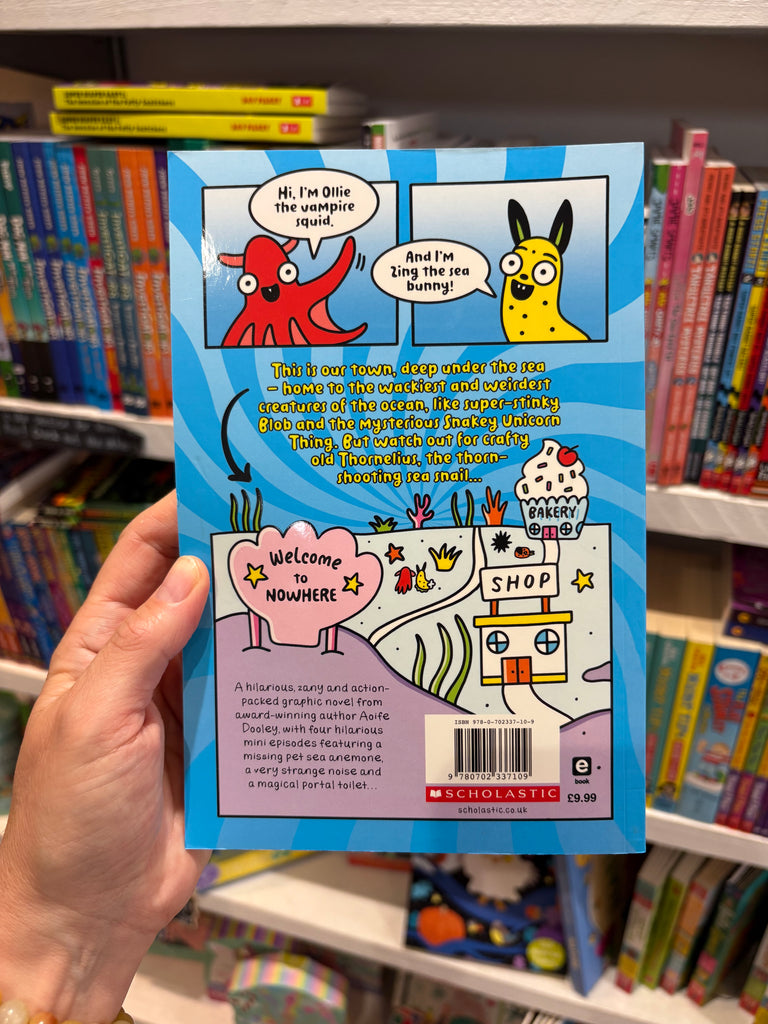 Hi, I'm Ollie
the vampire
squid.
And I'm
Zing the sea
bunny!
This is our town, deep under the sea
– home to the wackiest and weirdest
creatures of the ocean, like super-stinky
Blob and the Mysterious Snakey Unicorn
Thing. But watch out for crafty
old Thornelius, the thorn-
shooting sea snail...
BAKERY
Welcome
to
NOWHERE
SHOP
A hilarious, zany and action-
packed graphic novel from
award-winning author Aoife
Dooley, with four hilarious
mini episodes featuring a
missing pet sea anemone,
a very strange noise and
a magical portal toilet...
ISBN 978-0-702337-10-9
9 780702 337109
SCHOLASTIC
scholastic.co.uk
e
book
£9.99